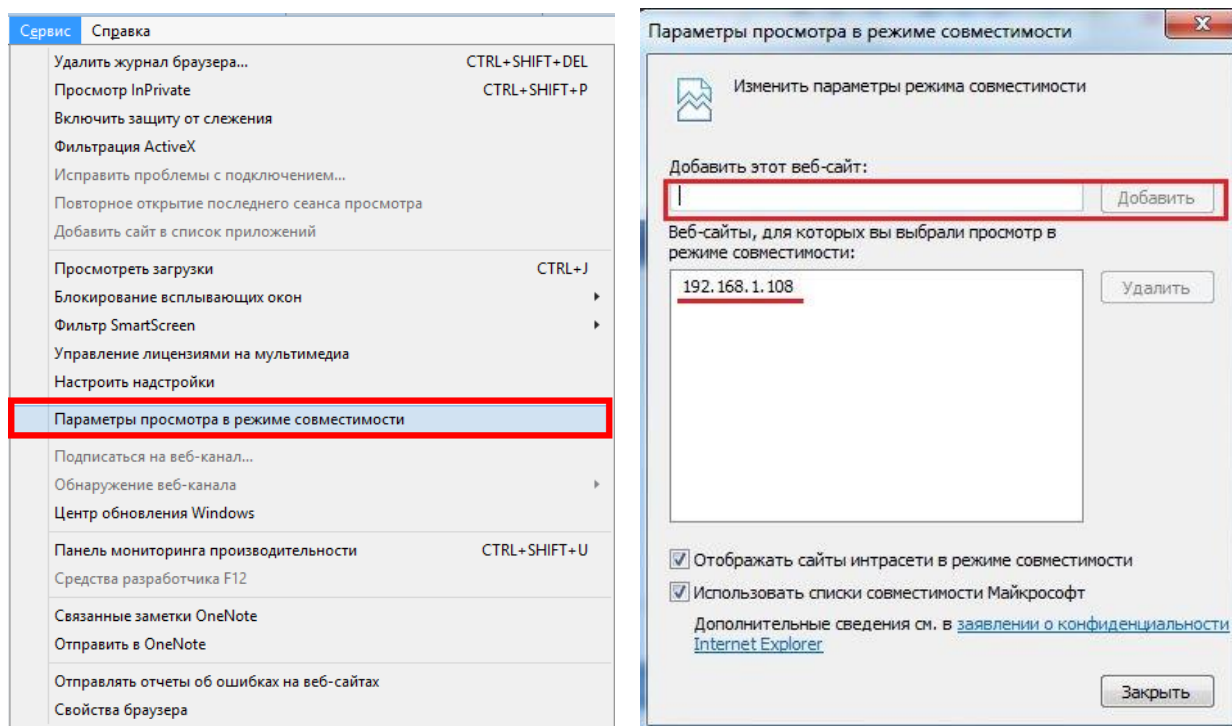 Сервис Справка
Удалить журнал браузера... CTRL+SHIFT+DEL
Просмотр InPrivate CTRL+SHIFT+P
Включить защиту от слежения
Фильтрация ActiveX
Исправить проблемы с подключением...
Повторное открытие последнего сеанса просмотра
Добавить сайт в список приложений
Просмотреть загрузки CTRL+J
Блокирование всплывающих окон
Фильтр SmartScreen
Управление лицензиями на мультимедиа
Настроить надстройки
Параметры просмотра в режиме совместимости
Подписаться на веб-канал...
Обнаружение веб-канала
Центр обновления Windows
Панель мониторинга производительности CTRL+SHIFT+U
Средства разработчика F12
Связанные заметки OneNote
Отправить в OneNote
Отправлять отчеты об ошибках на веб-сайтах
Свойства браузера
Параметры просмотра в режиме совместимости
Изменить параметры режима совместимости
Добавить этот веб-сайт:
Добавить
Веб-сайты, для которых вы выбрали просмотр в
режиме совместимости:
192.168.1.108
Удалить
Отображать сайты интрасети в режиме совместимости
Использовать списки совместимости Майкрософт
Дополнительные сведения см. в заявлении о конфиденциальности
Internet Explorer
Закрыть